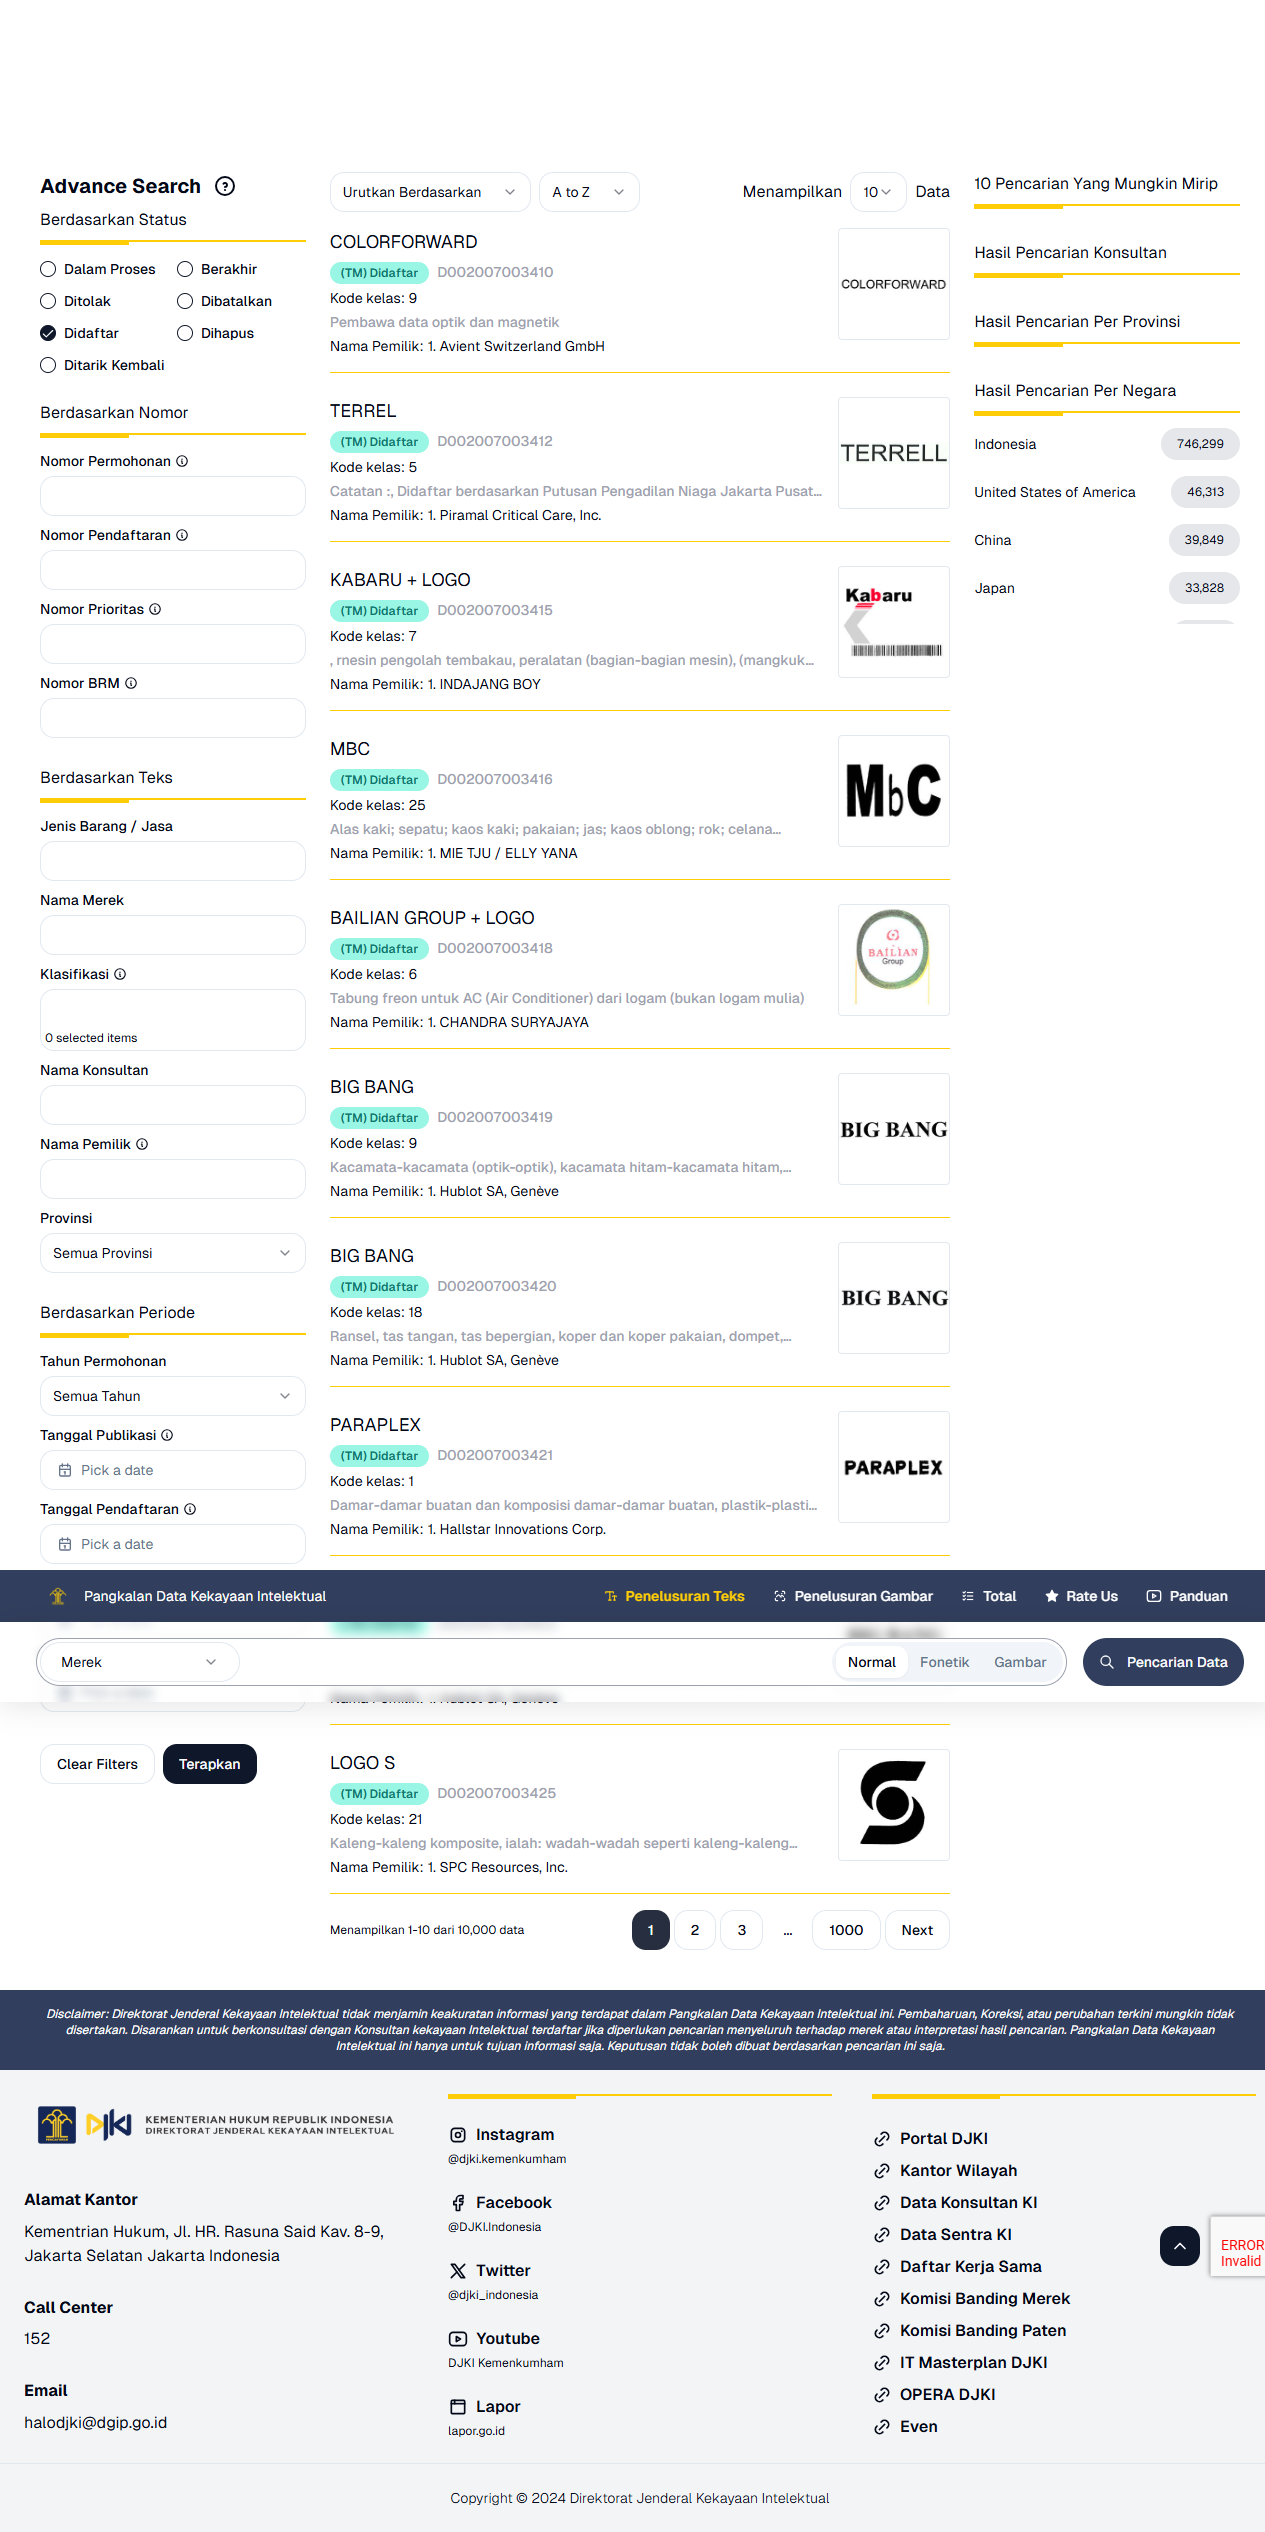 Advance Search
Berdasarkan Status
Dalam Proses
Berakhir
Ditolak
Dibatalkan
Didaftar
Dihapus
Ditarik Kembali
Berdasarkan Nomor
Nomor Permohonan
Nomor Pendaftaran
Nomor Prioritas
Nomor BRM
Berdasarkan Teks
Jenis Barang / Jasa
Nama Merek
Klasifikasi
0 selected items
Nama Konsultan
Nama Pemilik
Provinsi
Semua Provinsi
Berdasarkan Periode
Tahun Permohonan
Semua Tahun
Tanggal Publikasi
Pick a date
Tanggal Pendaftaran
Pick a date
Urutkan Berdasarkan
A to Z
Menampilkan 10 Data
COLORFORWARD
(TM) Didaftar D002007003410
Kode kelas: 9
Pembawa data optik dan magnetik
Nama Pemilik: 1. Avient Switzerland GmbH
COLORFORWARD
TERREL
(TM) Didaftar D002007003412
Kode kelas: 5
Catatan :, Didaftar berdasarkan Putusan Pengadilan Niaga Jakarta Pusat...
Nama Pemilik: 1. Piramal Critical Care, Inc.
TERRELL
KABARU + LOGO
(TM) Didaftar D002007003415
Kode kelas: 7
, rnesin pengolah tembakau, peralatan (bagian-bagian mesin), (mangkuk...
Nama Pemilik: 1. INDAJANG BOY
Kabaru
MBC
(TM) Didaftar D002007003416
Kode kelas: 25
Alas kaki; sepatu; kaos kaki; pakaian; jas; kaos oblong; rok; celana...
Nama Pemilik: 1. MIE TJU / ELLY YANA
MbC
BAILIAN GROUP + LOGO
(TM) Didaftar D002007003418
Kode kelas: 6
Tabung freon untuk AC (Air Conditioner) dari logam (bukan logam mulia)
Nama Pemilik: 1. CHANDRA SURYAJAYA
BAILIAN
Group
BIG BANG
(TM) Didaftar D002007003419
Kode kelas: 9
Kacamata-kacamata (optik-optik), kacamata hitam-kacamata hitam,...
Nama Pemilik: 1. Hublot SA, Genève
BIG BANG
BIG BANG
(TM) Didaftar D002007003420
Kode kelas: 18
Ransel, tas tangan, tas bepergian, koper dan koper pakaian, dompet,...
Nama Pemilik: 1. Hublot SA, Genève
BIG BANG
PARAPLEX
(TM) Didaftar D002007003421
Kode kelas: 1
Damar-damar buatan dan komposisi damar-damar buatan, plastik-plasti...
Nama Pemilik: 1. Hallstar Innovations Corp.
PARAPLEX
10 Pencarian Yang Mungkin Mirip
Hasil Pencarian Konsultan
Hasil Pencarian Per Provinsi
Hasil Pencarian Per Negara
Indonesia 746,299
United States of America 46,313
China 39,849
Japan 33,828
Pangkalan Data Kekayaan Intelektual
Penelusuran Teks
Penelusuran Gambar
Total
Rate Us
Panduan
Merek
Normal
Fonetik
Gambar
Pencarian Data
Nama Pemilik: 1. Hublot SA, Genève
Clear Filters
Terapkan
LOGO S
(TM) Didaftar D002007003425
Kode kelas: 21
Kaleng-kaleng komposite, ialah: wadah-wadah seperti kaleng-kaleng...
Nama Pemilik: 1. SPC Resources, Inc.
Menampilkan 1-10 dari 10,000 data
1 2 3 ... 1000 Next
Disclaimer: Direktorat Jenderal Kekayaan Intelektual tidak menjamin keakuratan informasi yang terdapat dalam Pangkalan Data Kekayaan Intelektual ini. Pembaharuan, Koreksi, atau perubahan terkini mungkin tidak
disertakan. Disarankan untuk berkonsultasi dengan Konsultan kekayaan Intelektual terdaftar jika diperlukan pencarian menyeluruh terhadap merek atau interpretasi hasil pencarian. Pangkalan Data Kekayaan
Intelektual ini hanya untuk tujuan informasi saja. Keputusan tidak boleh dibuat berdasarkan pencarian ini saja.
DJKI
KEMENTERIAN HUKUM REPUBLIK INDONESIA
DIREKTORAT JENDERAL KEKAYAAN INTELEKTUAL
Alamat Kantor
Kementrian Hukum, Jl. HR. Rasuna Said Kav. 8-9,
Jakarta Selatan Jakarta Indonesia
Call Center
152
Email
halodjki@dgip.go.id
Instagram
@djki.kemenkumham
Facebook
@DJKI.Indonesia
Twitter
@djki_indonesia
Youtube
DJKI Kemenkumham
Lapor
lapor.go.id
Portal DJKI
Kantor Wilayah
Data Konsultan KI
Data Sentra KI
Daftar Kerja Sama
Komisi Banding Merek
Komisi Banding Paten
IT Masterplan DJKI
OPERA DJKI
Even
ERROR
Invalid
Copyright © 2024 Direktorat Jenderal Kekayaan Intelektual